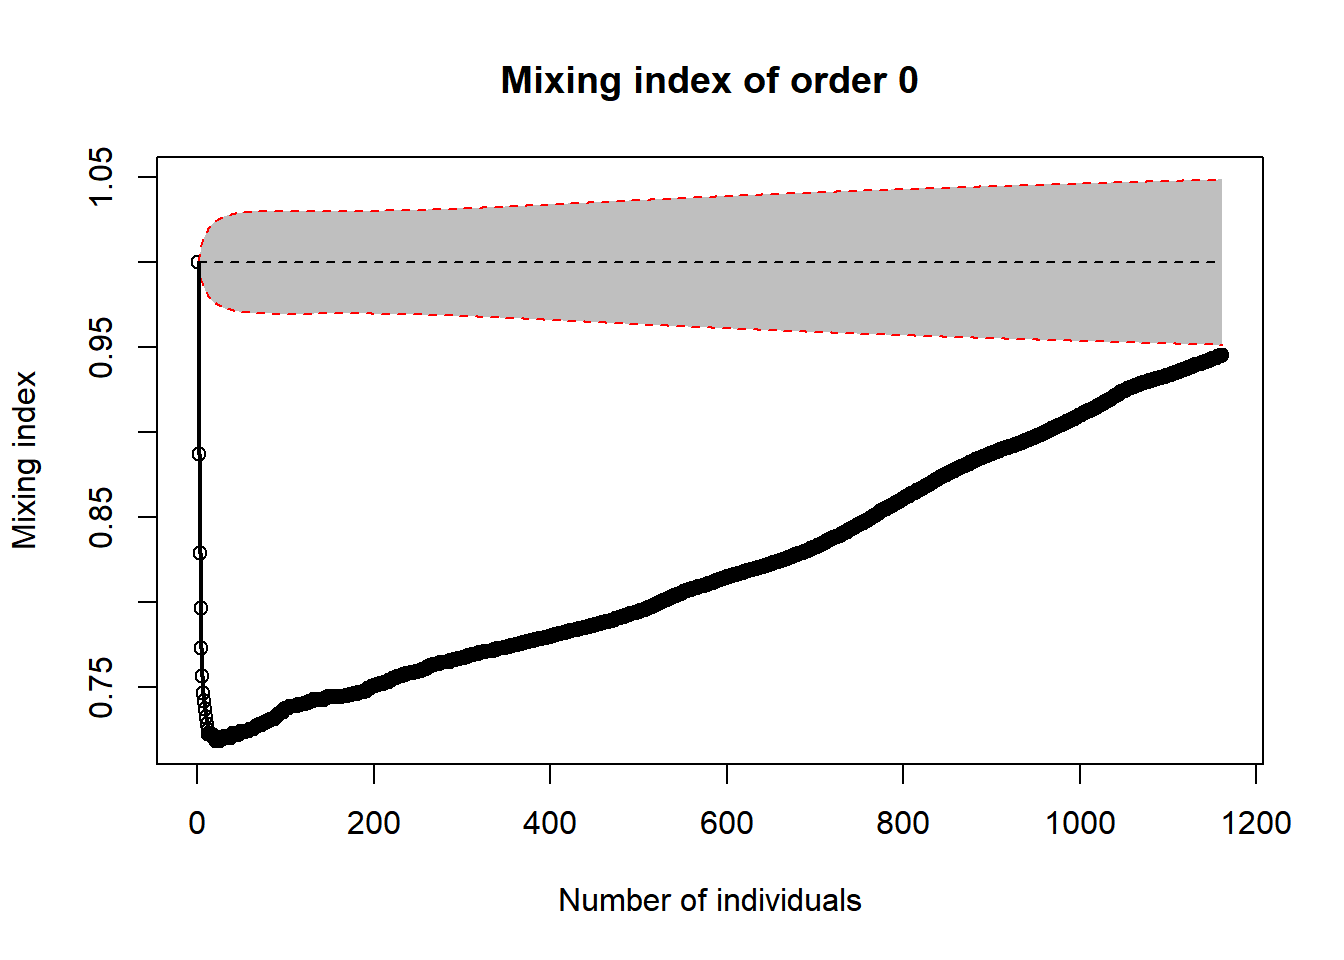 Mixing index of order 0
1.05
0.95
0.85
0.75
Mixing index
0 200 400 600 800 1000 1200
Number of individuals